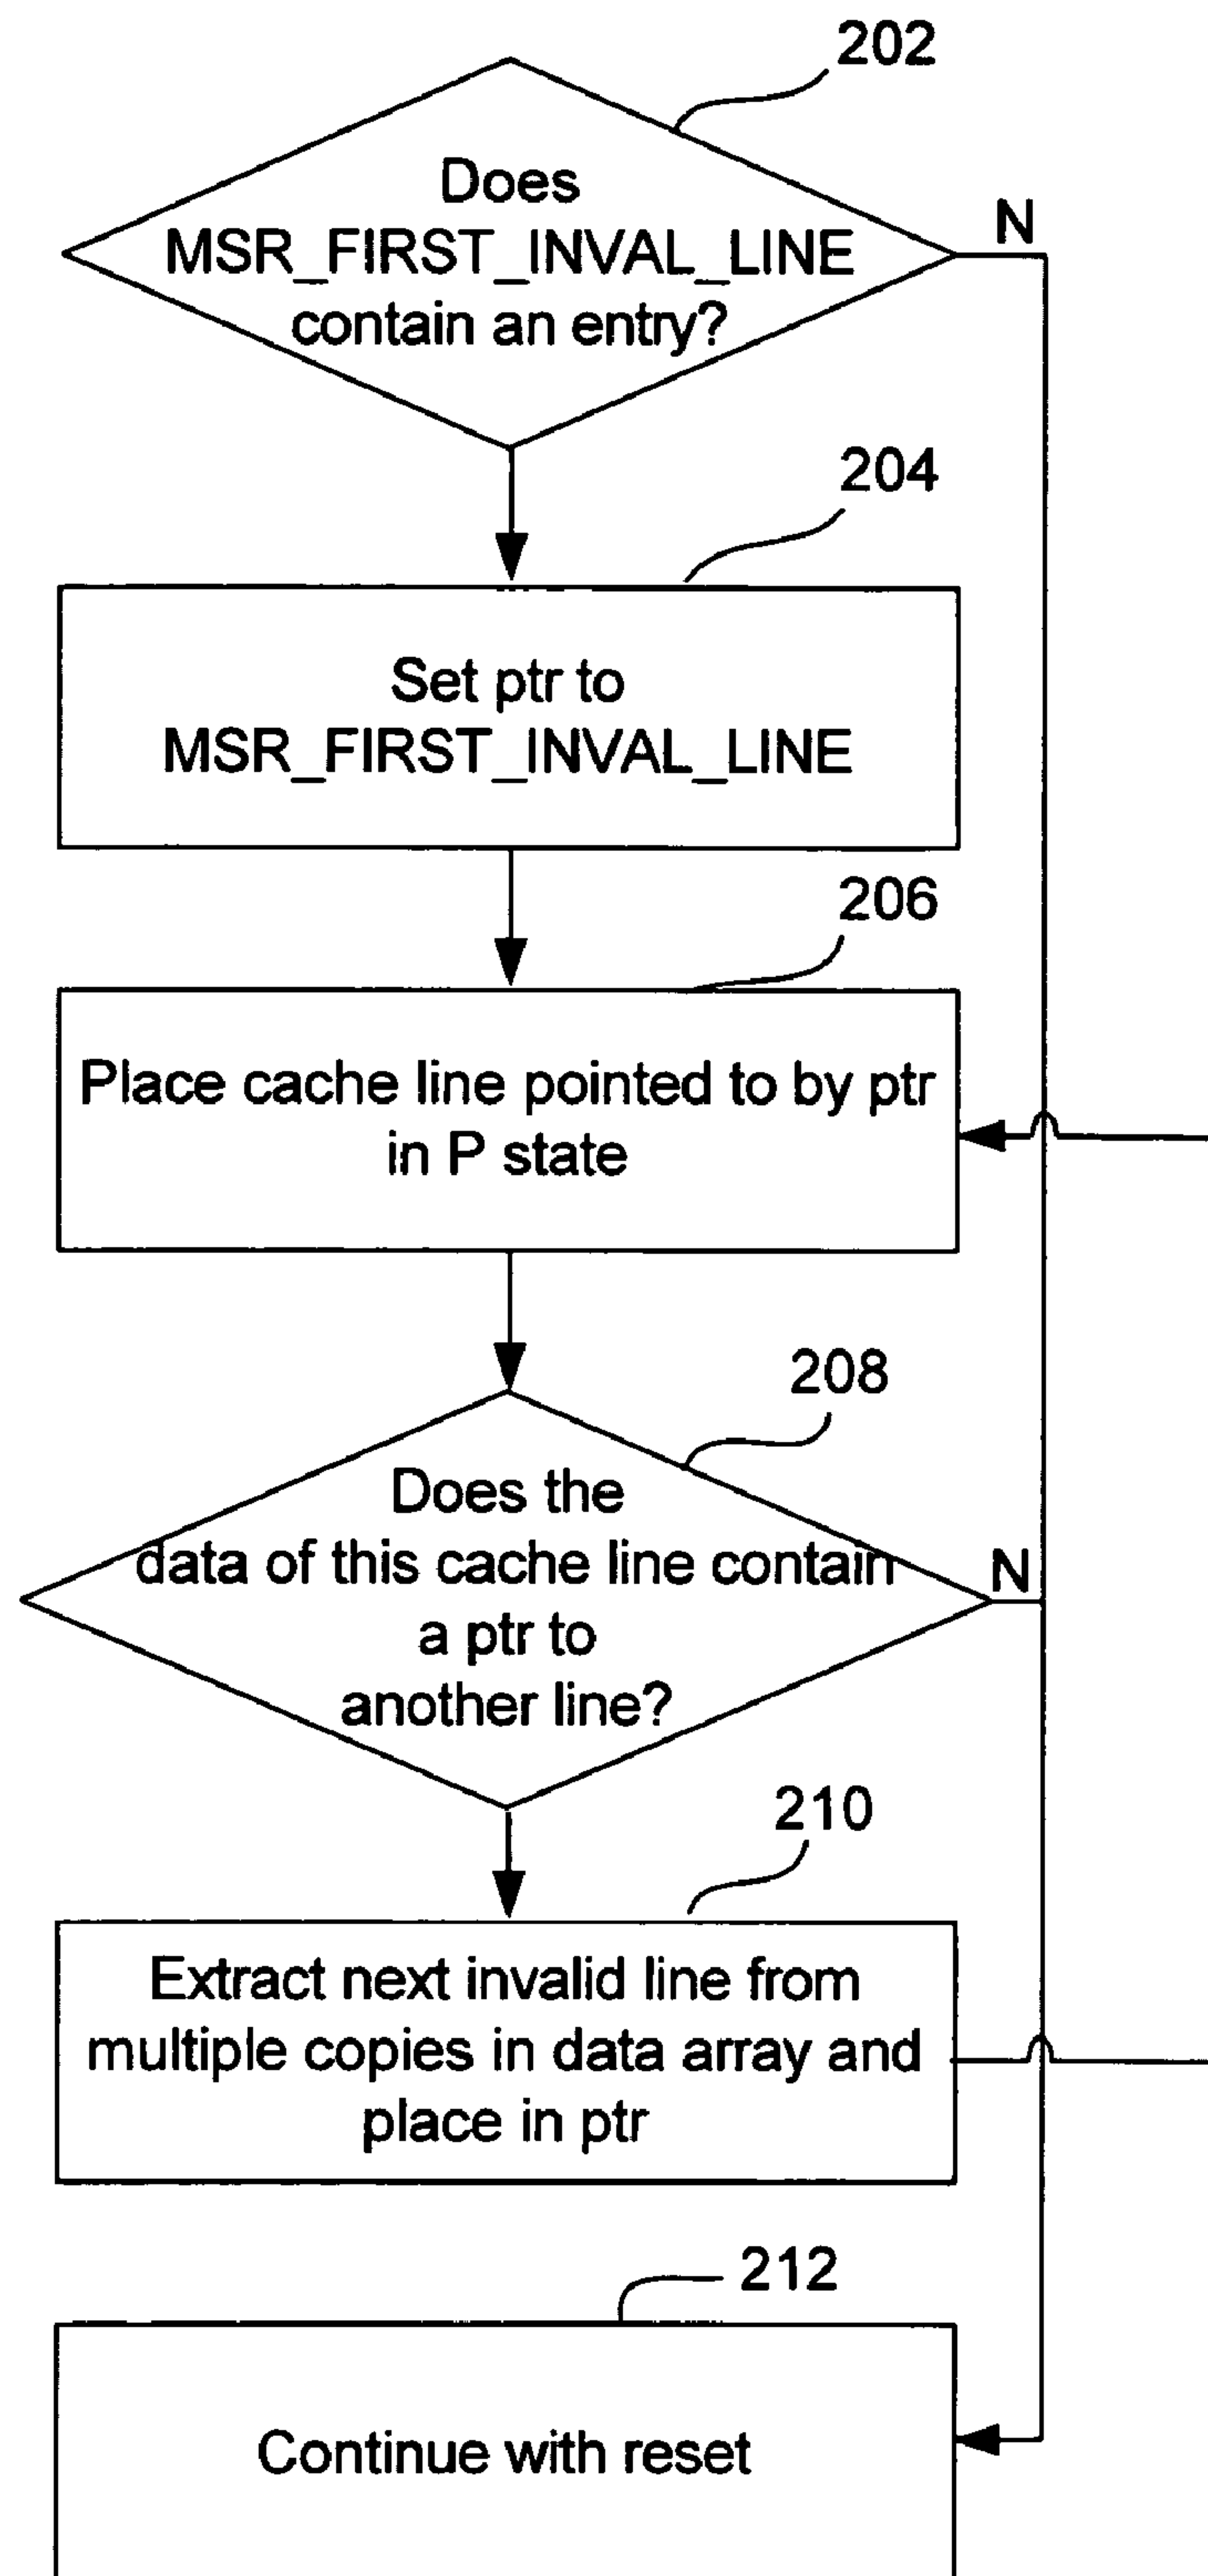 202
Does
MSR_FIRST_INVAL_LINE
contain an entry?
N
204
Set ptr to
MSR_FIRST_INVAL_LINE
206
Place cache line pointed to by ptr
in P state
208
Does the
data of this cache line contain
a ptr to
another line?
N
210
Extract next invalid line from
multiple copies in data array and
place in ptr
212
Continue with reset